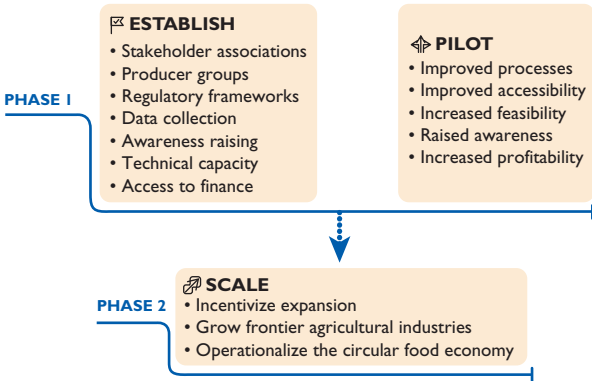 PHASE 1
ESTABLISH
• Stakeholder associations
• Producer groups
• Regulatory frameworks
• Data collection
• Awareness raising
• Technical capacity
• Access to finance
PILOT
• Improved processes
• Improved accessibility
• Increased feasibility
• Raised awareness
• Increased profitability
PHASE 2
SCALE
• Incentivize expansion
• Grow frontier agricultural industries
• Operationalize the circular food economy